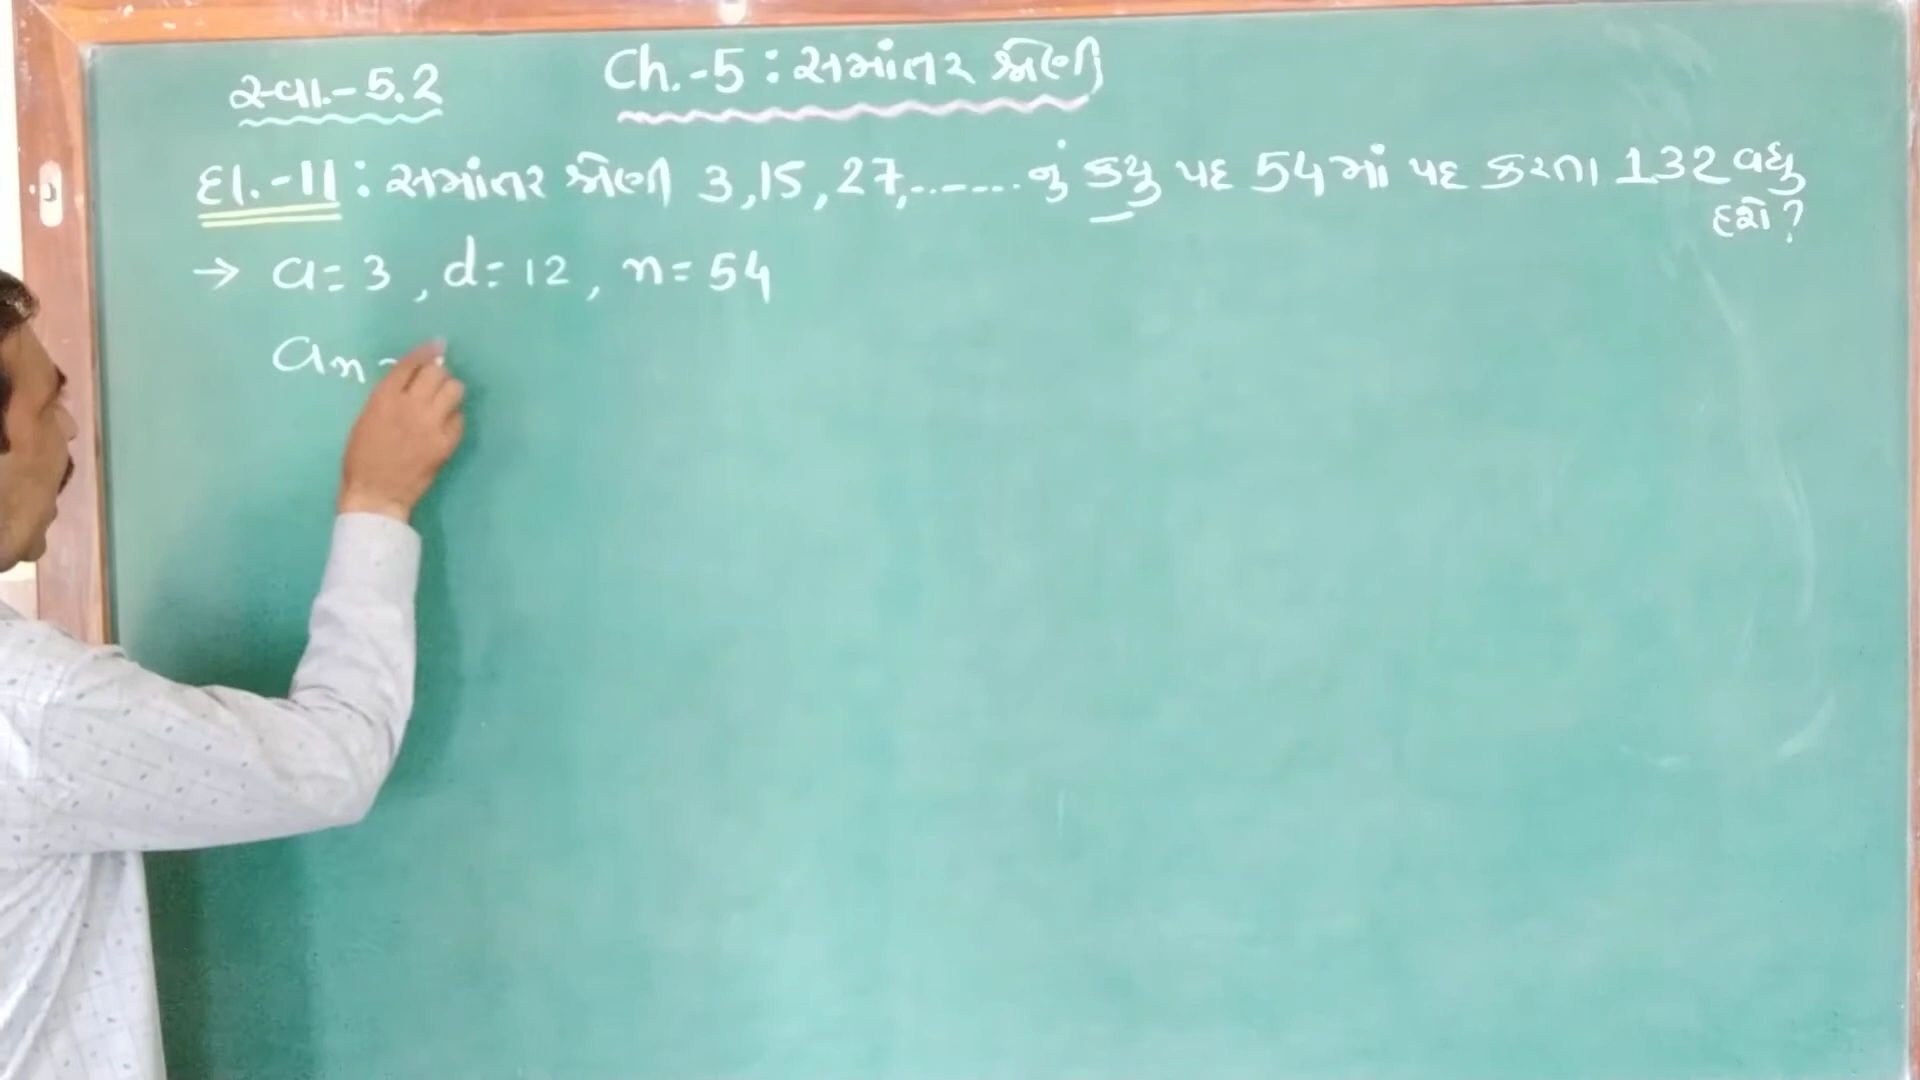 સ્વા.-5.2
Ch.-5 : સમાંતર શ્રેણી
દા.-11 : સમાંતર શ્રેણી 3,15,27,....... નું કયુ પદ 54માં પદ કરતા 132 વધુ
હશે?
→ a=3, d=12, n=54
an=